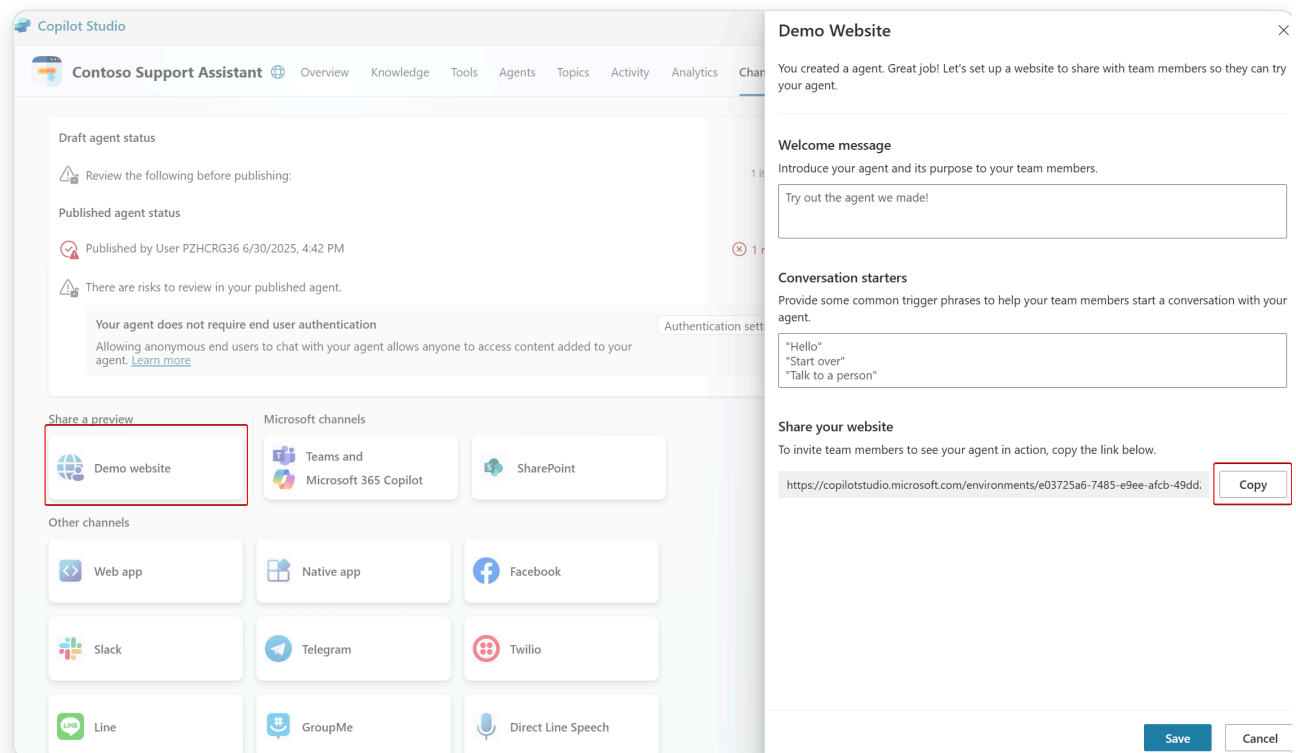 Copilot Studio
Contoso Support Assistant
Overview
Knowledge
Tools
Agents
Topics
Activity
Analytics
Draft agent status
Review the following before publishing:
Published agent status
Published by User PZHCRG36 6/30/2025, 4:42 PM
There are risks to review in your published agent.
Your agent does not require end user authentication
Authentication
Allowing anonymous end users to chat with your agent allows anyone to access content added to your
agent. Learn more
Share a preview
Demo website
Microsoft channels
Teams and
Microsoft 365 Copilot
SharePoint
Other channels
Web app
Native app
Facebook
Slack
Telegram
Twilio
LINE
Line
GroupMe
Direct Line Speech
Demo Website
You created a agent. Great job! Let's set up a website to share with team members so they can try
your agent.
Welcome message
Introduce your agent and its purpose to your team members.
Try out the agent we made!
Conversation starters
Provide some common trigger phrases to help your team members start a conversation with your
agent.
"Hello"
"Start over"
"Talk to a person"
Share your website
To invite team members to see your agent in action, copy the link below.
https://copilotstudio.microsoft.com/environments/e03725a6-7485-e9ee-afcb-49dd
Copy
Save
Cancel